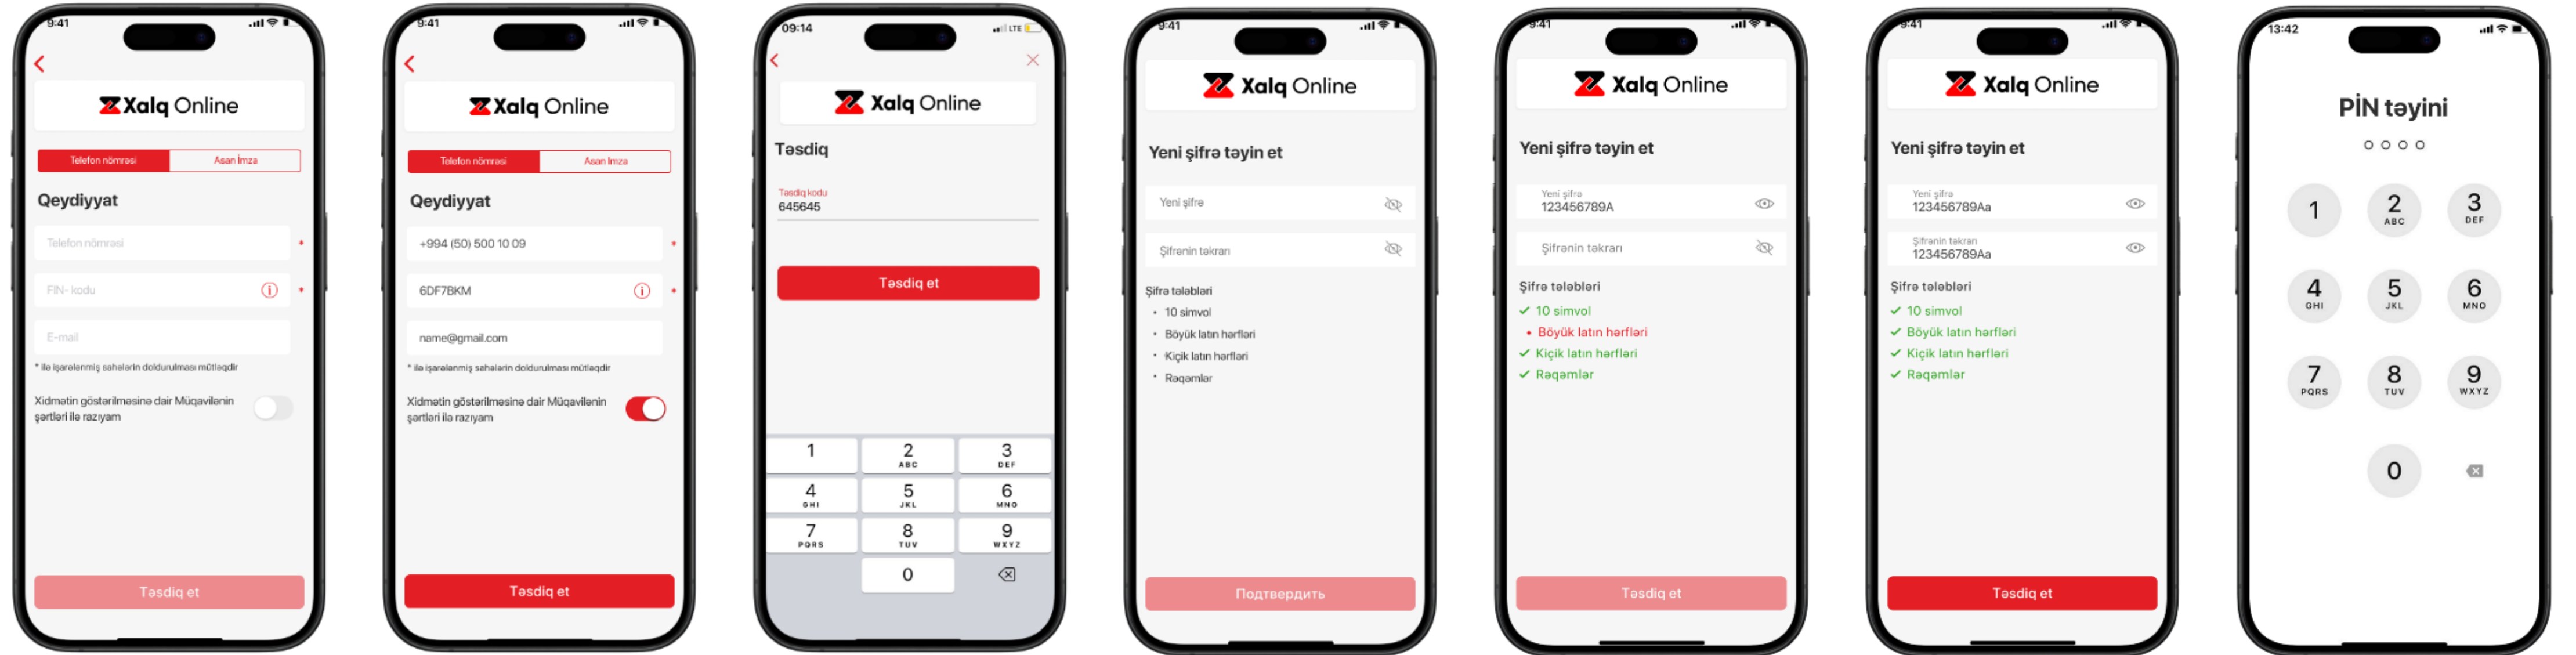 9:41
Xalq Online
Telefon nömrəsi
Asan İmza
Qeydiyyat
Telefon nömrəsi
*
FIN- kodu
*
E-mail
* ilə işarələnmiş sahələrin doldurulması mütləqdir
Xidmətin göstərilməsinə dair Müqavilənin
şərtləri ilə razıyam
Təsdiq et
9:41
Xalq Online
Telefon nömrəsi
Asan İmza
Qeydiyyat
+994 (50) 500 10 09
*
6DF7BKM
*
name@gmail.com
* ilə işarələnmiş sahələrin doldurulması mütləqdir
Xidmətin göstərilməsinə dair Müqavilənin
şərtləri ilə razıyam
Təsdiq et
09:14
LTE
Xalq Online
Təsdiq
Təsdiq kodu
645645
Təsdiq et
1
2
ABC
3
DEF
4
GHI
5
JKL
6
MNO
7
PQRS
8
TUV
9
WXYZ
0
9:41
Xalq Online
Yeni şifrə təyin et
Yeni şifrə
Şifrənin təkrarı
Şifrə tələbləri
• 10 simvol
• Böyük latın hərfləri
• Kiçik latın hərfləri
• Rəqəmlər
Подтвердить
9:41
Xalq Online
Yeni şifrə təyin et
Yeni şifrə
123456789A
Şifrənin təkrarı
Şifrə tələbləri
✓ 10 simvol
• Böyük latın hərfləri
✓ Kiçik latın hərfləri
✓ Rəqəmlər
Təsdiq et
9:41
Xalq Online
Yeni şifrə təyin et
Yeni şifrə
123456789Aa
Şifrənin təkrarı
123456789Aa
Şifrə tələbləri
✓ 10 simvol
✓ Böyük latın hərfləri
✓ Kiçik latın hərfləri
✓ Rəqəmlər
Təsdiq et
13:42
PİN təyini
1
2
ABC
3
DEF
4
GHI
5
JKL
6
MNO
7
PQRS
8
TUV
9
WXYZ
0